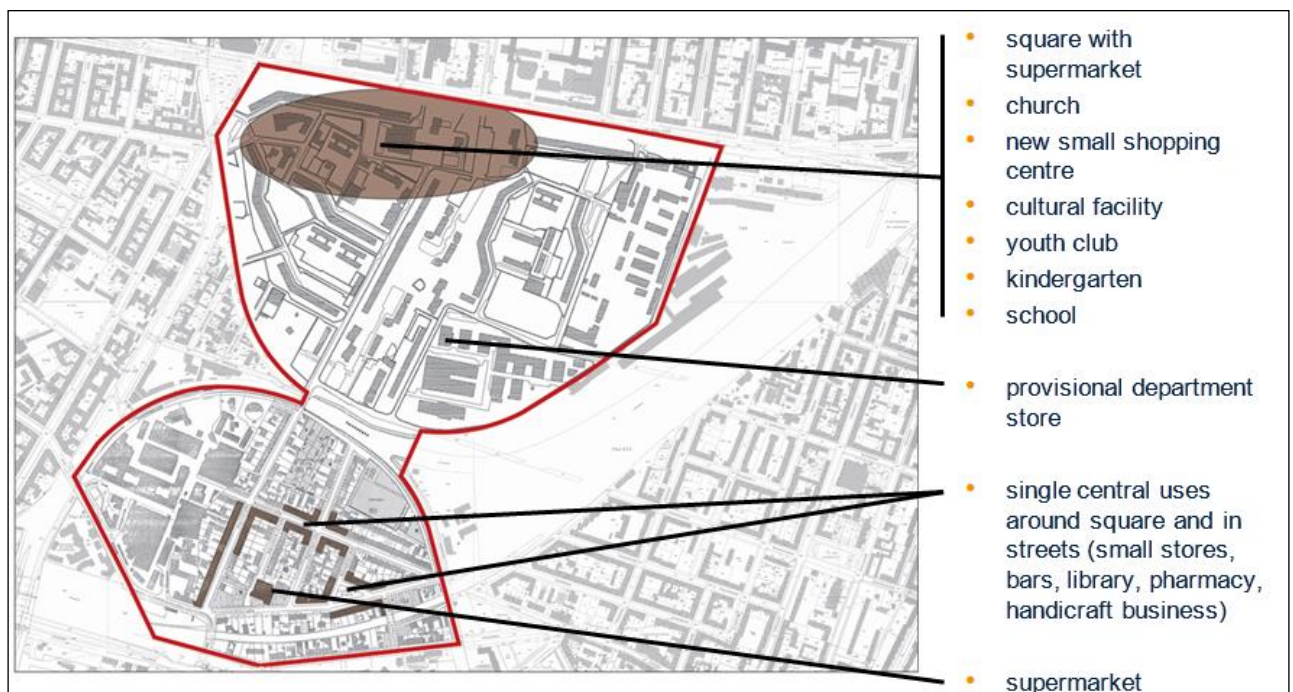 • square with
supermarket
• church
• new small shopping
centre
• cultural facility
• youth club
• kindergarten
• school
• provisional department
store
• single central uses
around square and in
streets (small stores,
bars, library, pharmacy,
handicraft business)
• supermarket